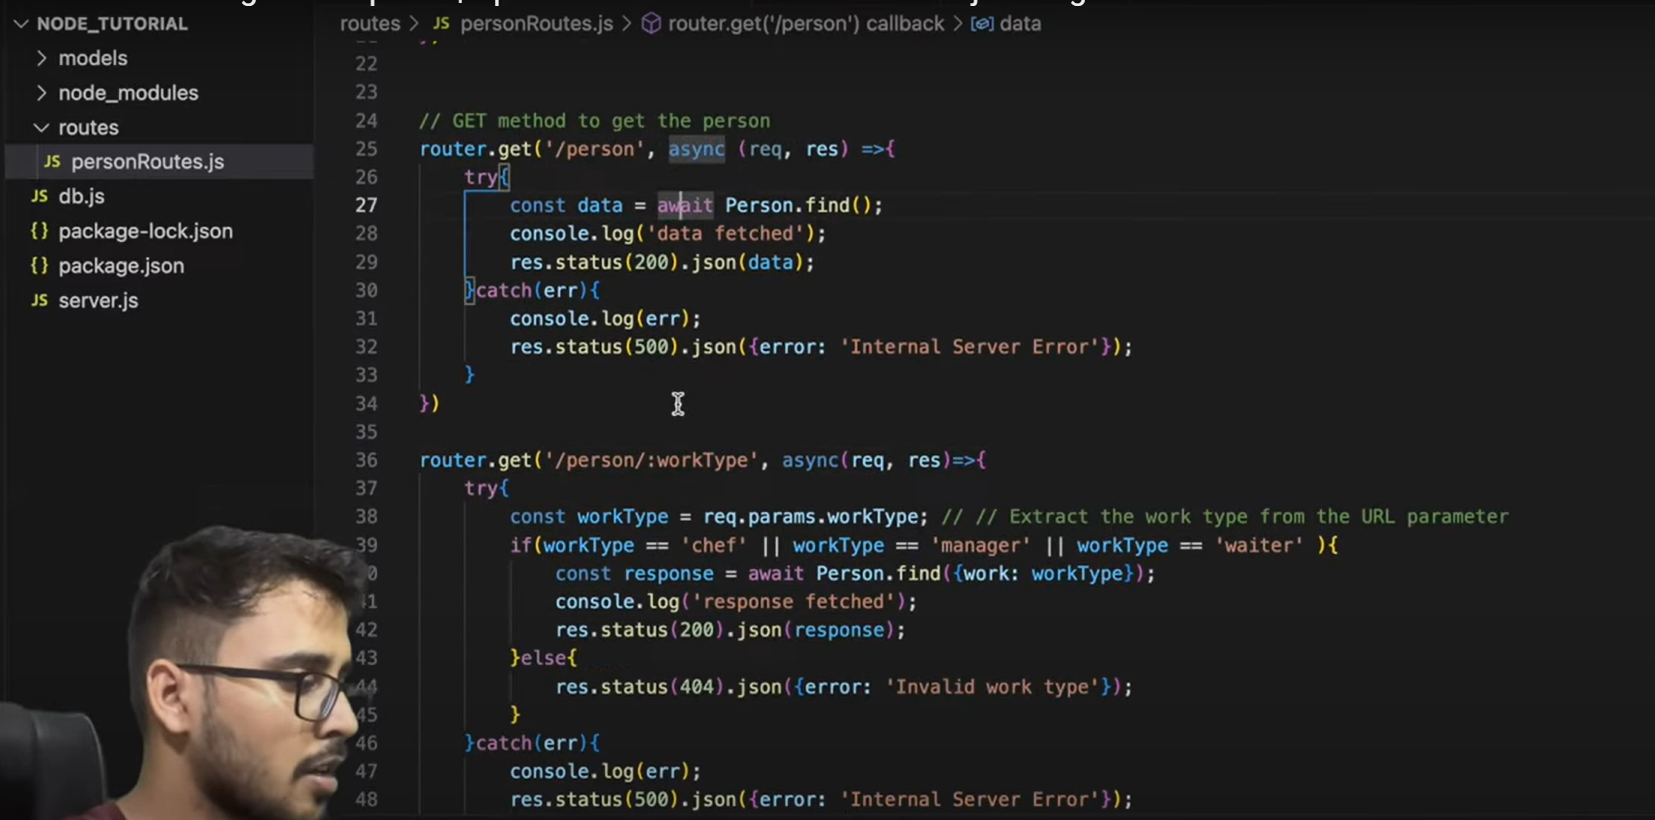 NODE_TUTORIAL
models
node_modules
routes
JS personRoutes.js
JS db.js
{} package-lock.json
{} package.json
JS server.js
routes > JS personRoutes.js > router.get('/person') callback > data
22
23
24 // GET method to get the person
25 router.get('/person', async (req, res) =>{
26 try{
27 const data = await Person.find();
28 console.log('data fetched');
29 res.status(200).json(data);
30 }catch(err){
31 console.log(err);
32 res.status(500).json({error: 'Internal Server Error'});
33 }
34 })
35
36 router.get('/person/:workType', async(req, res)=>{
37 try{
38 const workType = req.params.workType; // // Extract the work type from the URL parameter
39 if(workType == 'chef' || workType == 'manager' || workType == 'waiter' ){
0 const response = await Person.find({work: workType});
41 console.log('response fetched');
42 res.status(200).json(response);
43 }else{
44 res.status(404).json({error: 'Invalid work type'});
45 }
46 }catch(err){
47 console.log(err);
48 res.status(500).json({error: 'Internal Server Error'});